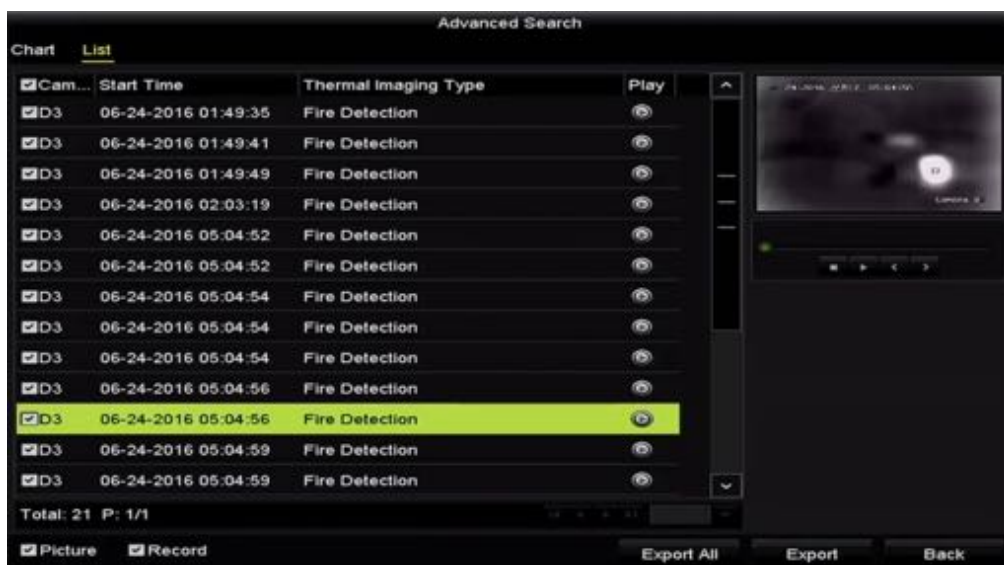 Advanced Search
Chart List
Cam... Start Time Thermal Imaging Type Play
D3 06-24-2016 01:49:35 Fire Detection
D3 06-24-2016 01:49:41 Fire Detection
D3 06-24-2016 01:49:49 Fire Detection
D3 06-24-2016 02:03:19 Fire Detection
D3 06-24-2016 05:04:52 Fire Detection
D3 06-24-2016 05:04:52 Fire Detection
D3 06-24-2016 05:04:54 Fire Detection
D3 06-24-2016 05:04:54 Fire Detection
D3 06-24-2016 05:04:54 Fire Detection
D3 06-24-2016 05:04:56 Fire Detection
D3 06-24-2016 05:04:56 Fire Detection
D3 06-24-2016 05:04:59 Fire Detection
D3 06-24-2016 05:04:59 Fire Detection
Total: 21 P: 1/1
Picture Record
Export All Export Back